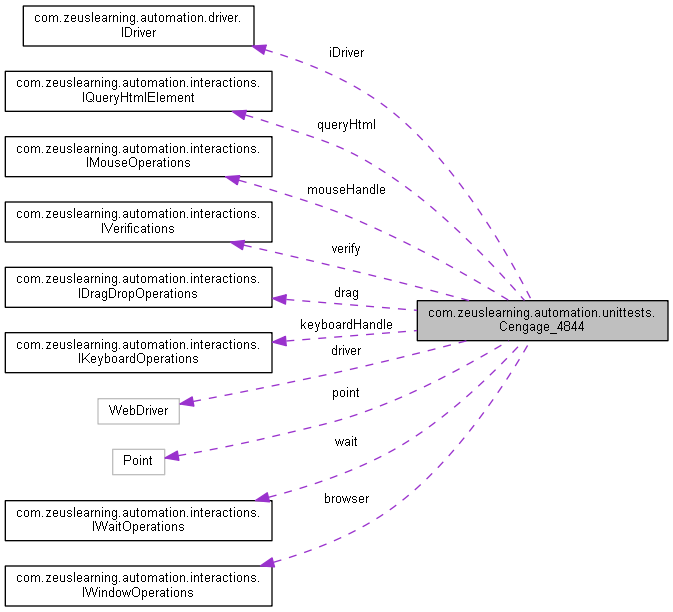 com.zeuslearning.automation.driver.
IDriver
iDriver
com.zeuslearning.automation.interactions.
IQueryHtmlElement
queryHtml
com.zeuslearning.automation.interactions.
IMouseOperations
mouseHandle
com.zeuslearning.automation.interactions.
IVerifications
verify
com.zeuslearning.automation.interactions.
IDragDropOperations
drag
com.zeuslearning.automation.unittests.
Cengage_4844
keyboardHandle
com.zeuslearning.automation.interactions.
IKeyboardOperations
driver
WebDriver
point
Point
wait
com.zeuslearning.automation.interactions.
IWaitOperations
browser
com.zeuslearning.automation.interactions.
IWindowOperations